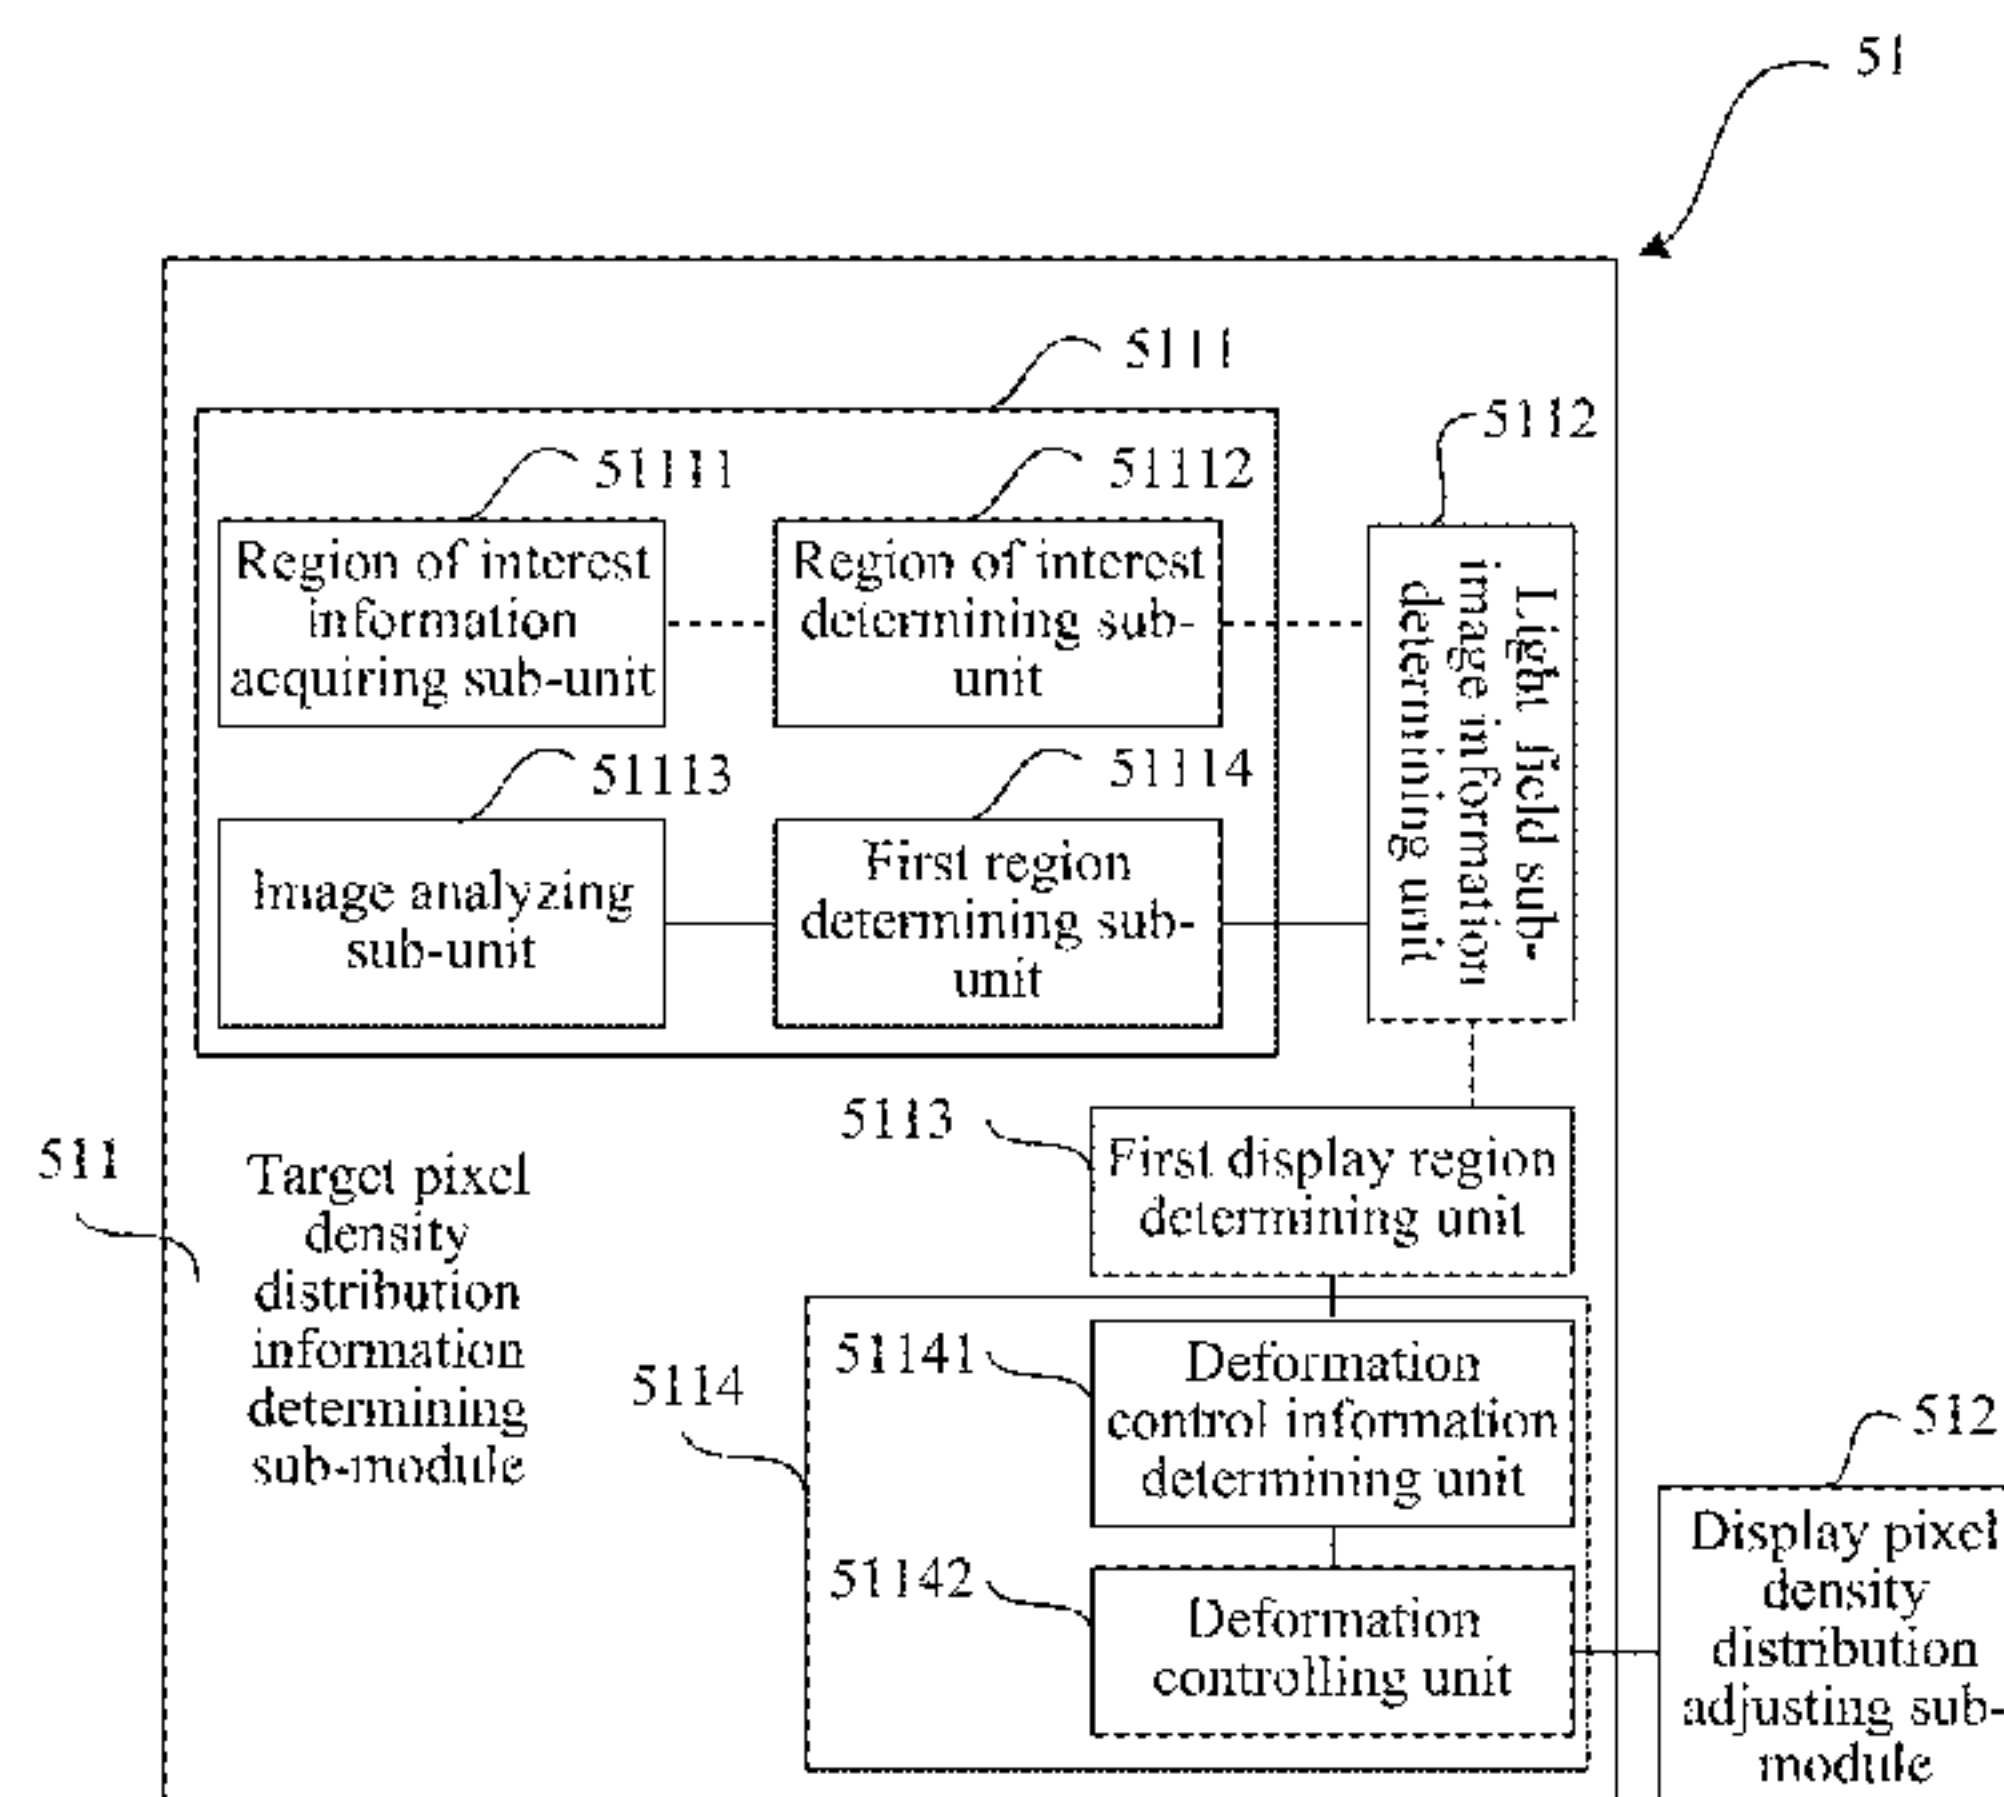 51
5111
5112
51111
51112
Region of interest
information
acquiring sub-unit
Region of interest
determining sub-
unit
Light field sub-
image information
determining unit
51113
51114
Image analyzing
sub-unit
First region
determining sub-
unit
5113
First display region
determining unit
511
Target pixel
density
distribution
information
determining
sub-module
5114
51141
Deformation
control information
determining unit
51142
Deformation
controlling unit
512
Display pixel
density
distribution
adjusting sub-
module